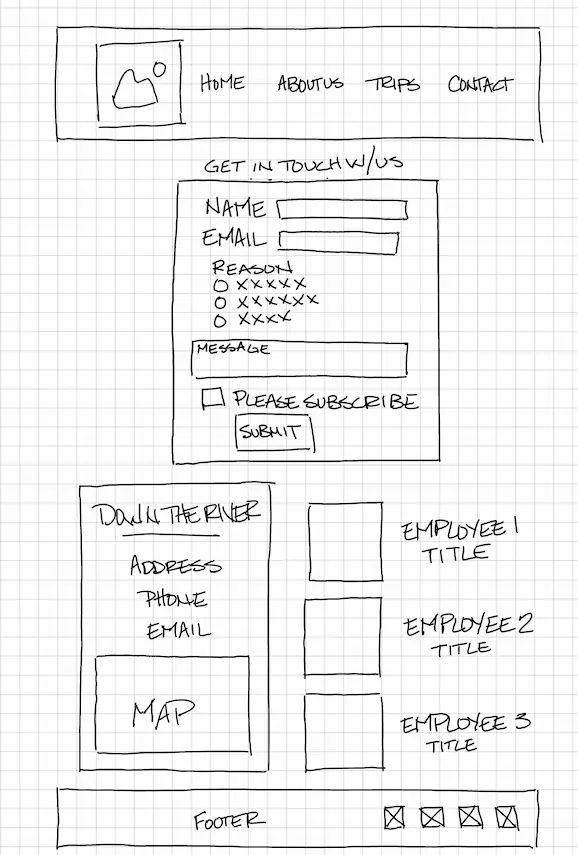 HOME ABOUT US TRIPS CONTACT
GET IN TOUCH W/US
NAME
EMAIL
REASON
XXXXX
XXXXXX
XXXX
MESSAGE
PLEASE SUBSCRIBE
SUBMIT
DOWN THE RIVER
ADDRESS
PHONE
EMAIL
MAP
EMPLOYEE 1
TITLE
EMPLOYEE 2
TITLE
EMPLOYEE 3
TITLE
FOOTER